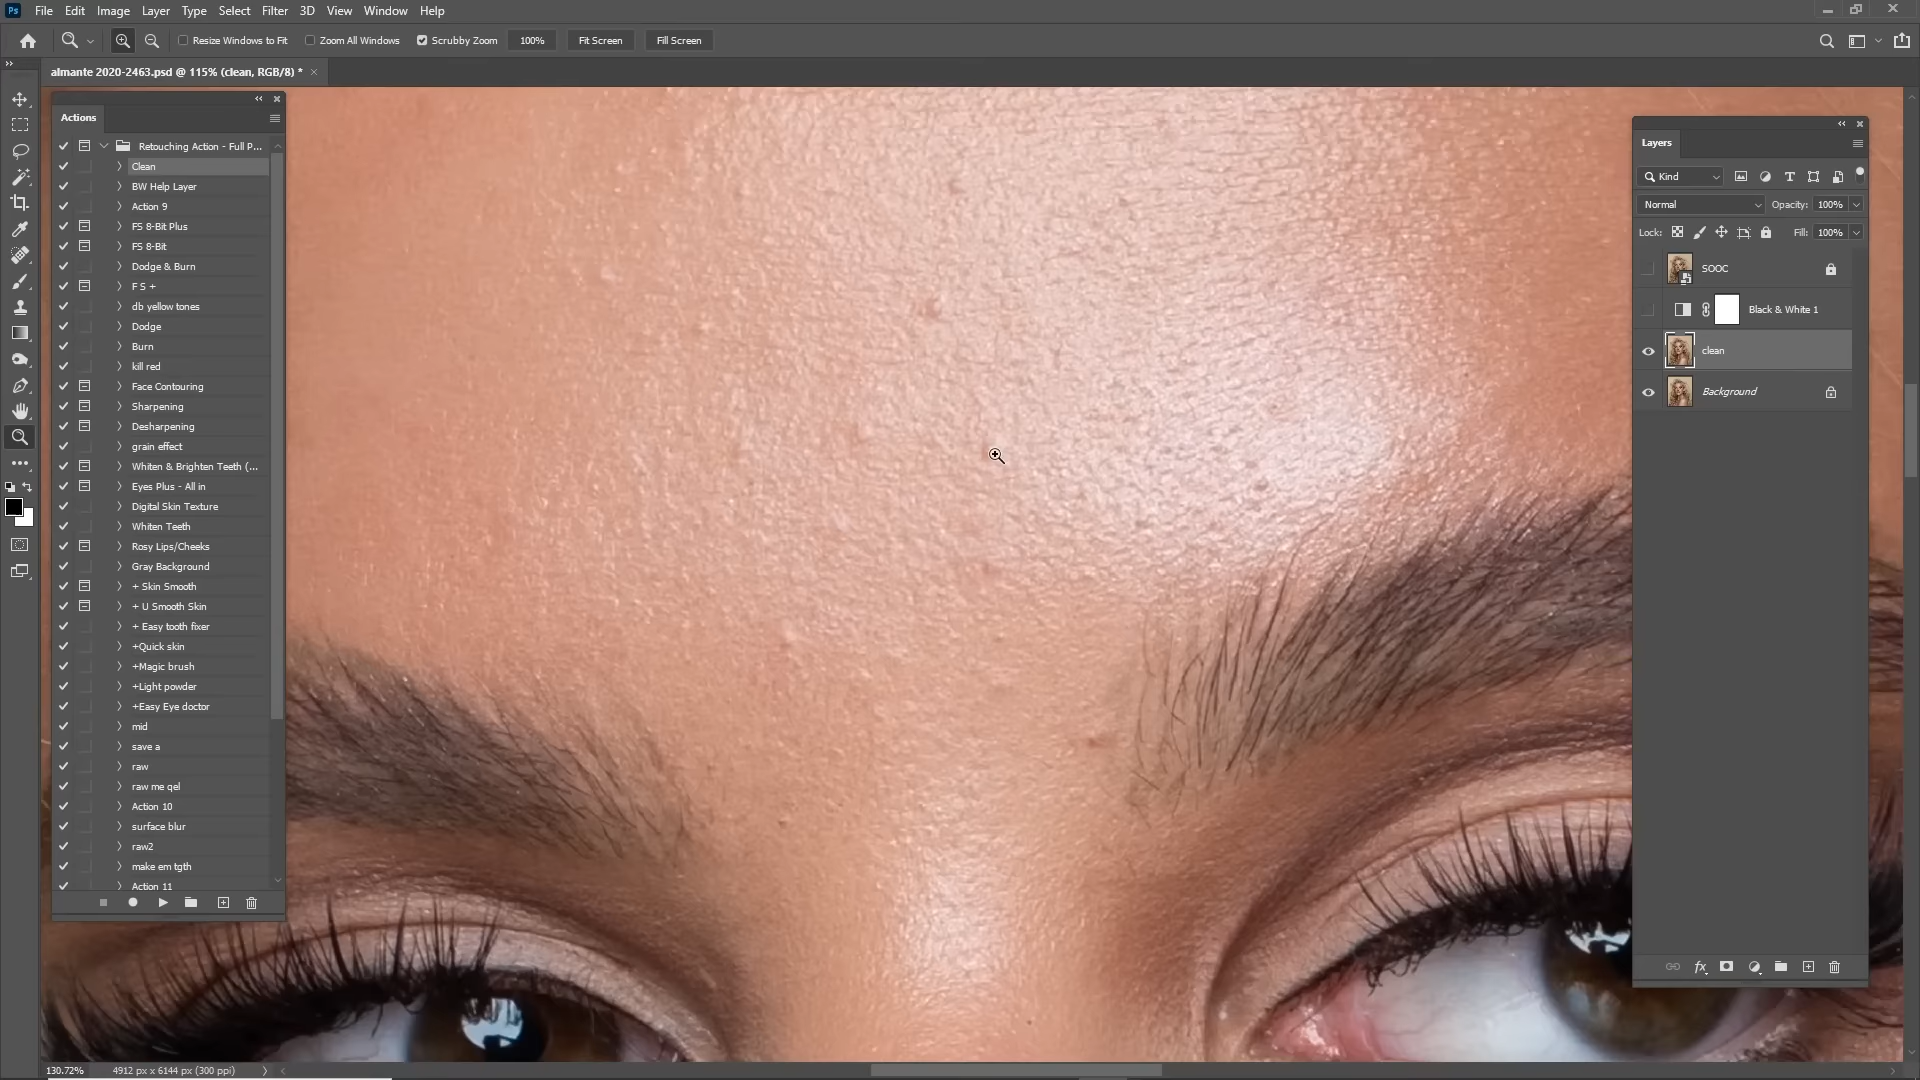 Ps File Edit Image Layer Type Select Filter 3D View Window Help
Resize Windows to Fit Zoom All Windows Scrubby Zoom 100% Fit Screen Fill Screen
almante 2020-2463.psd @ 115% (clean, RGB/8) *
Actions
Retouching Action - Full P...
Clean
BW Help Layer
Action 9
FS 8-Bit Plus
FS 8-Bit
Dodge & Burn
F S +
db yellow tones
Dodge
Burn
kill red
Face Contouring
Sharpening
Desharpening
grain effect
Whiten & Brighten Teeth (...
Eyes Plus - All in
Digital Skin Texture
Whiten Teeth
Rosy Lips/Cheeks
Gray Background
+ Skin Smooth
+ U Smooth Skin
+ Easy tooth fixer
+Quick skin
+Magic brush
+Light powder
+Easy Eye doctor
mid
save a
raw
raw me qel
Action 10
surface blur
raw2
make em tgth
Action 11
Layers
Kind
Normal Opacity: 100%
Lock: Fill: 100%
SOOC
Black & White 1
clean
Background
130.72% 4912 px x 6144 px (300 ppi)